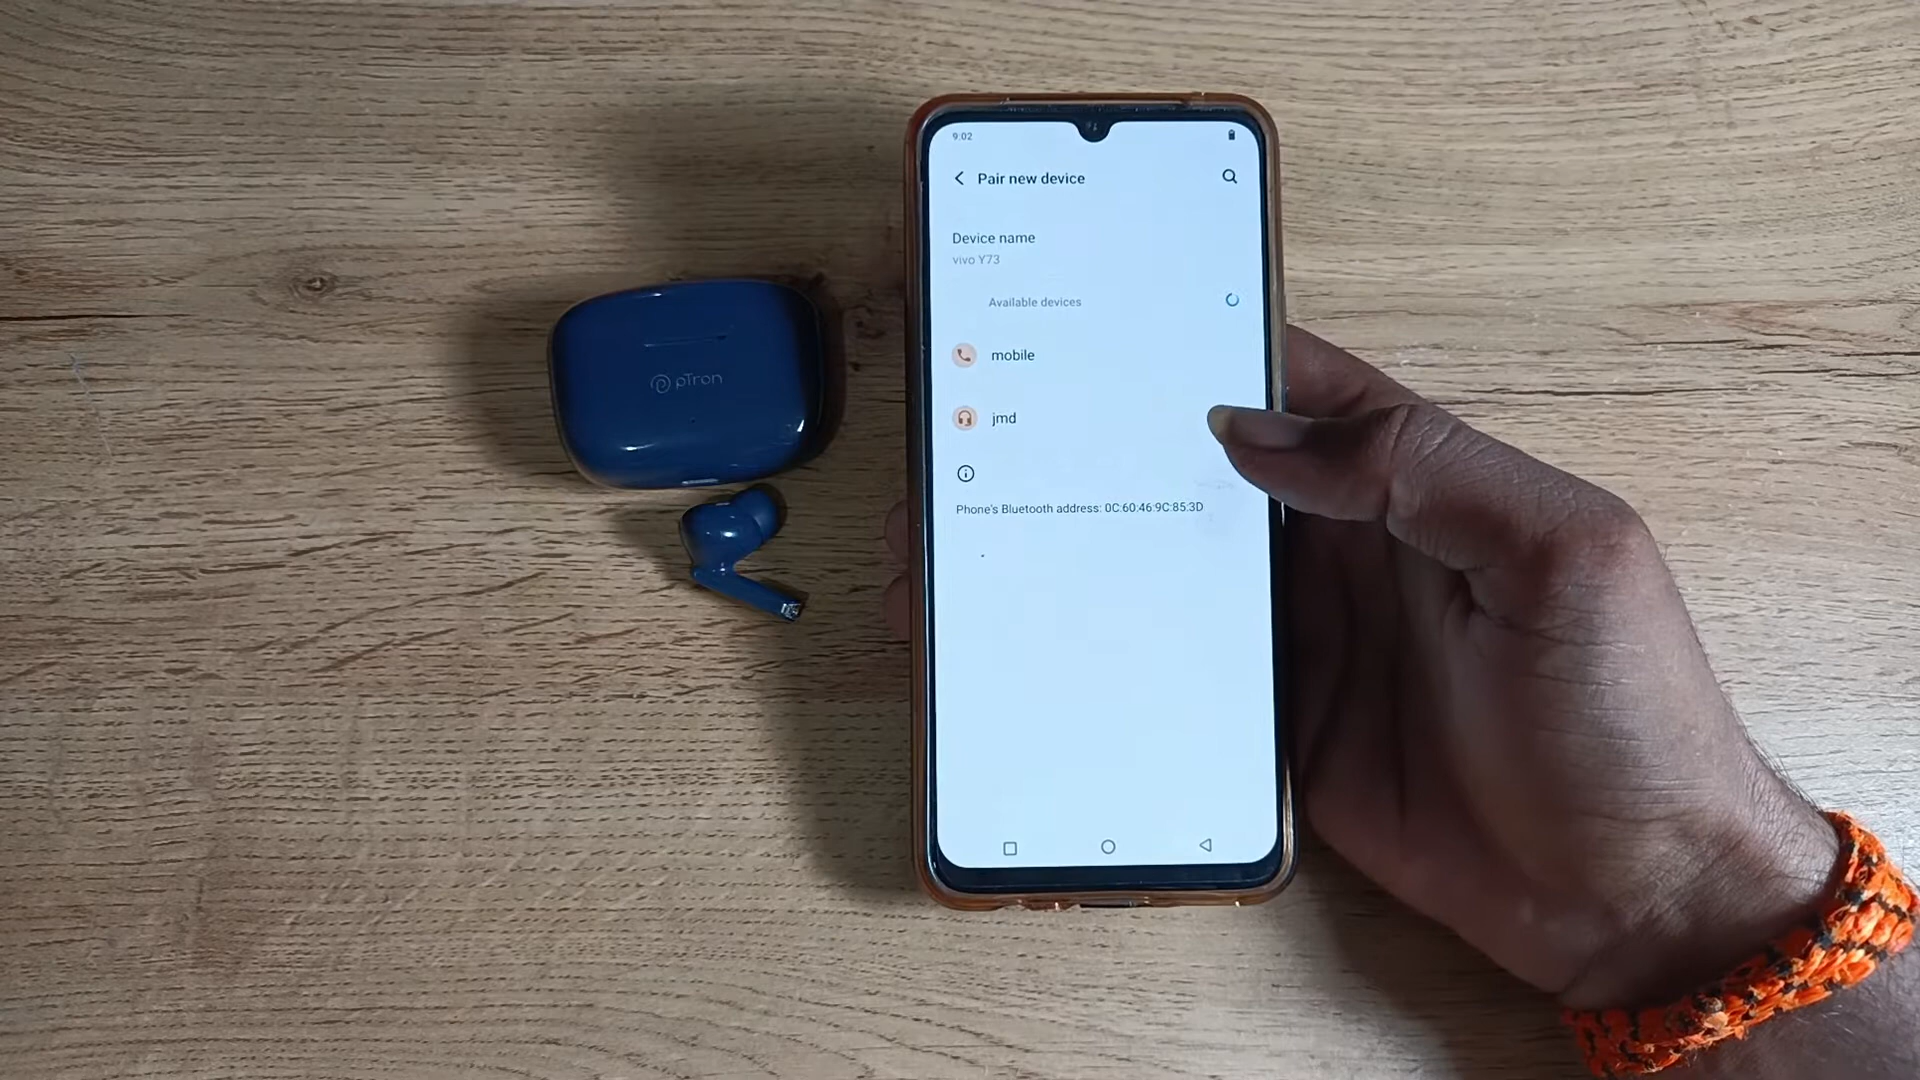 pTron
9:02
Pair new device
Device name
vivo Y73
Available devices
mobile
jmd
Phone's Bluetooth address: 0C:60:46:9C:85:3D